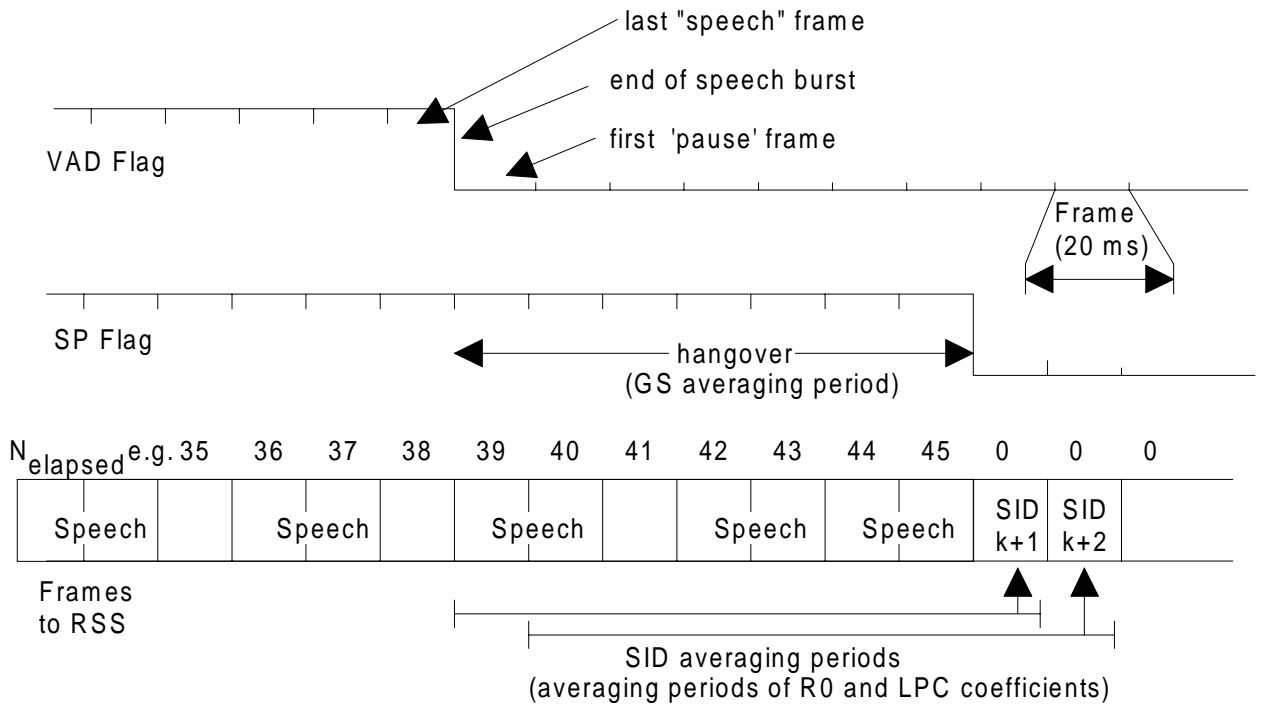 last "speech" frame
end of speech burst
first 'pause' frame
VAD Flag
Frame
(20 ms)
SP Flag
hangover
(GS averaging period)
N elapsed e.g. 35 36 37 38 39 40 41 42 43 44 45 0 0 0
Speech Speech Speech Speech Speech SID k+1 SID k+2
Frames
to RSS
SID averaging periods
(averaging periods of R0 and LPC coefficients)